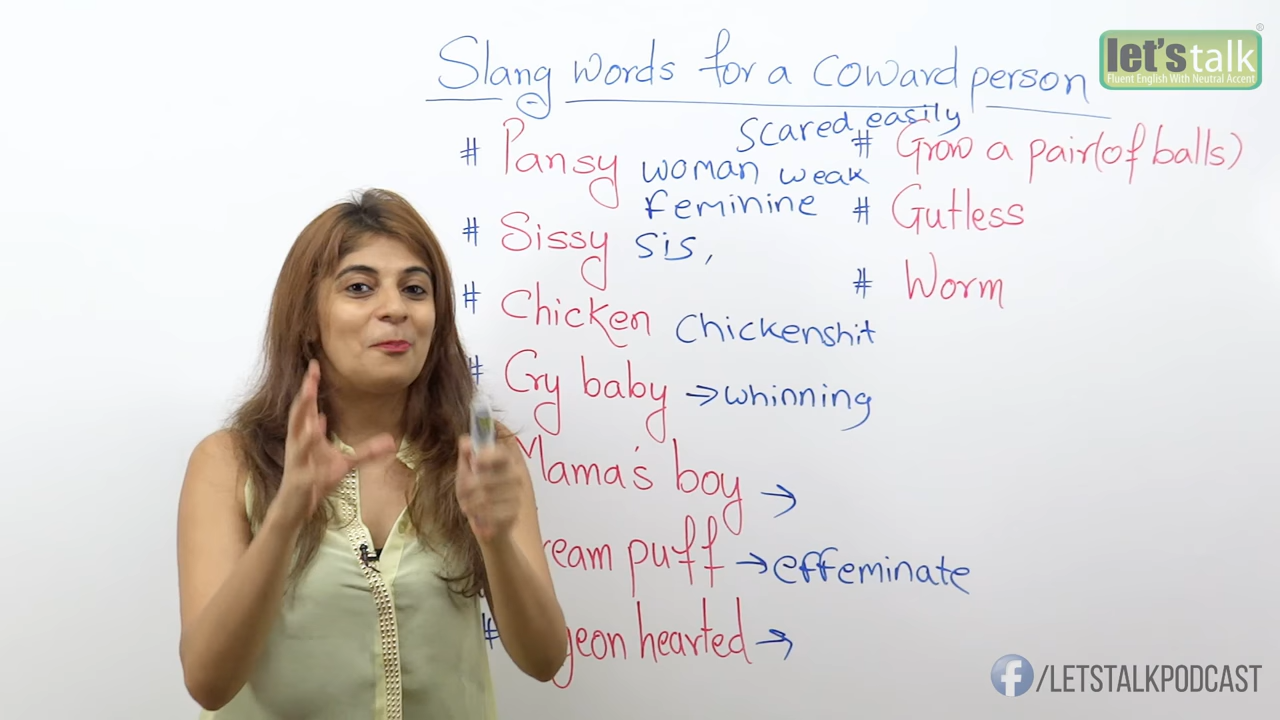 Slang words for a coward person
let's talk
Fluent English With Neutral Accent
®
scared easily
# Pansy woman weak
feminine
# Sissy sis,
# Chicken Chickenshit
# Cry baby → whinning
Mama's boy →
ream puff → effeminate
# geon hearted →
# Grow a pair(of balls)
# Gutless
# Worm
/LETSTALKPODCAST